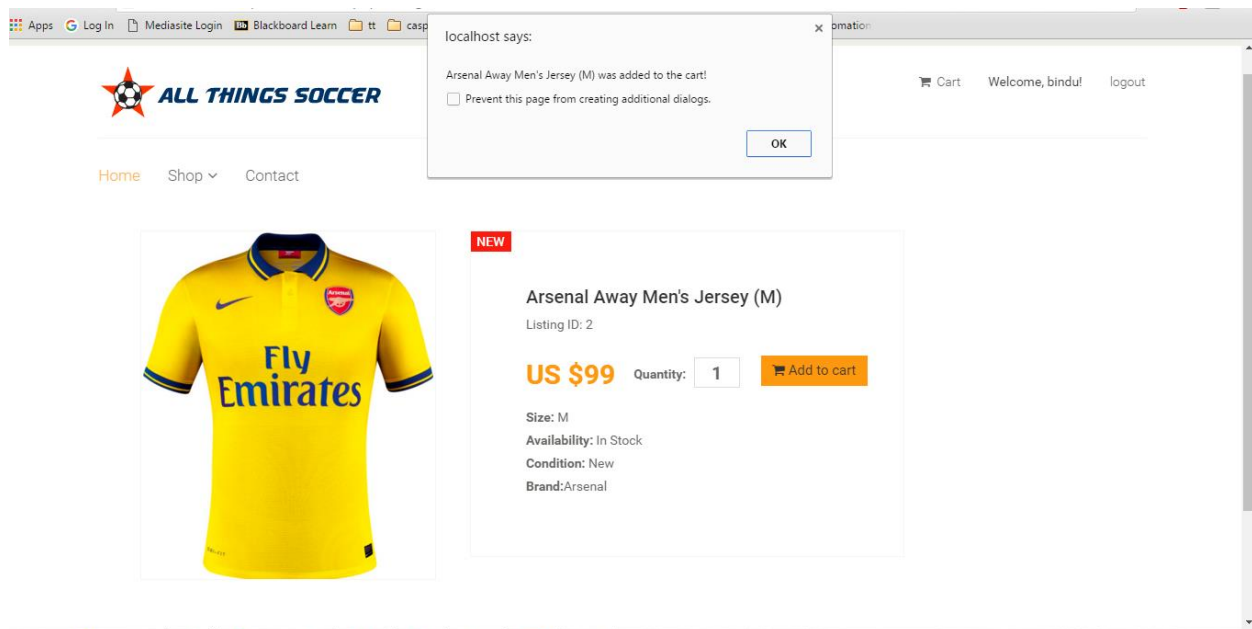 Apps Log In Mediasite Login Bb Blackboard Learn tt casp omation
localhost says:
Arsenal Away Men's Jersey (M) was added to the cart!
Prevent this page from creating additional dialogs.
OK
ALL THINGS SOCCER
Cart Welcome, bindu! logout
Home Shop Contact
NEW
Arsenal
Fly
Emirates
Arsenal Away Men's Jersey (M)
Listing ID: 2
US $99 Quantity: 1 Add to cart
Size: M
Availability: In Stock
Condition: New
Brand:Arsenal